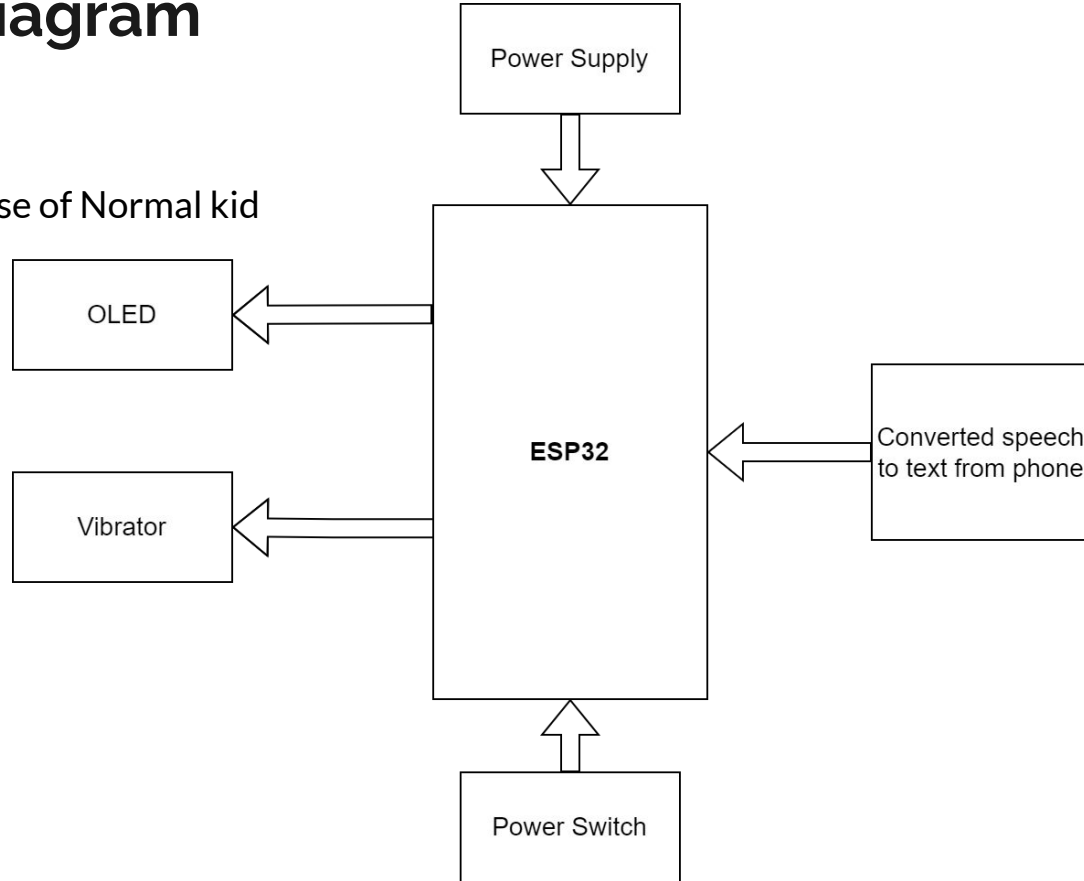 iagram
Power Supply
se of Normal kid
OLED
ESP32
Converted speech
to text from phone
Vibrator
Power Switch